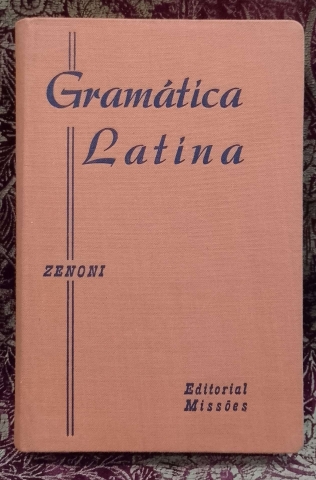 Gramática
Latina
ZENONI
Editorial
Missões